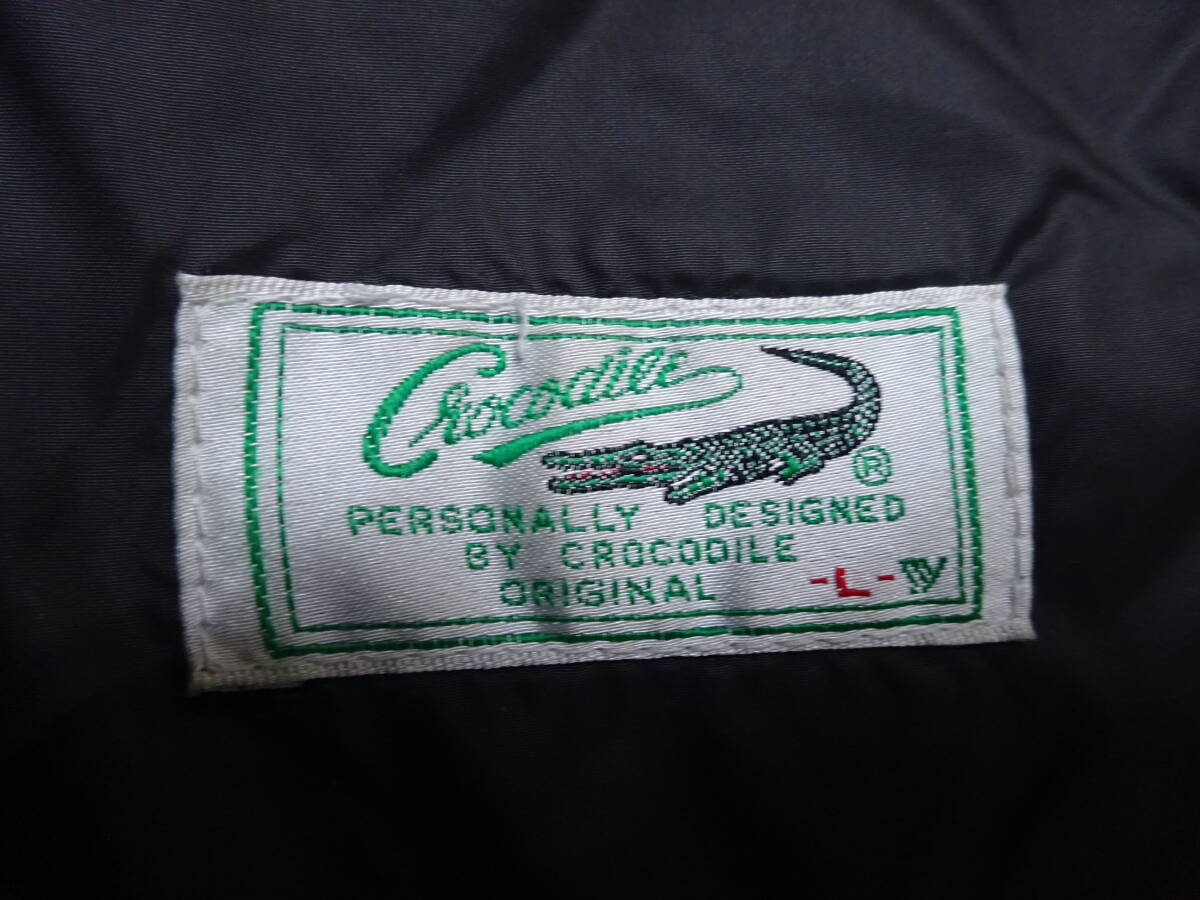 Crocodile
®
PERSONALLY DESIGNED
BY CROCODILE
ORIGINAL -L-